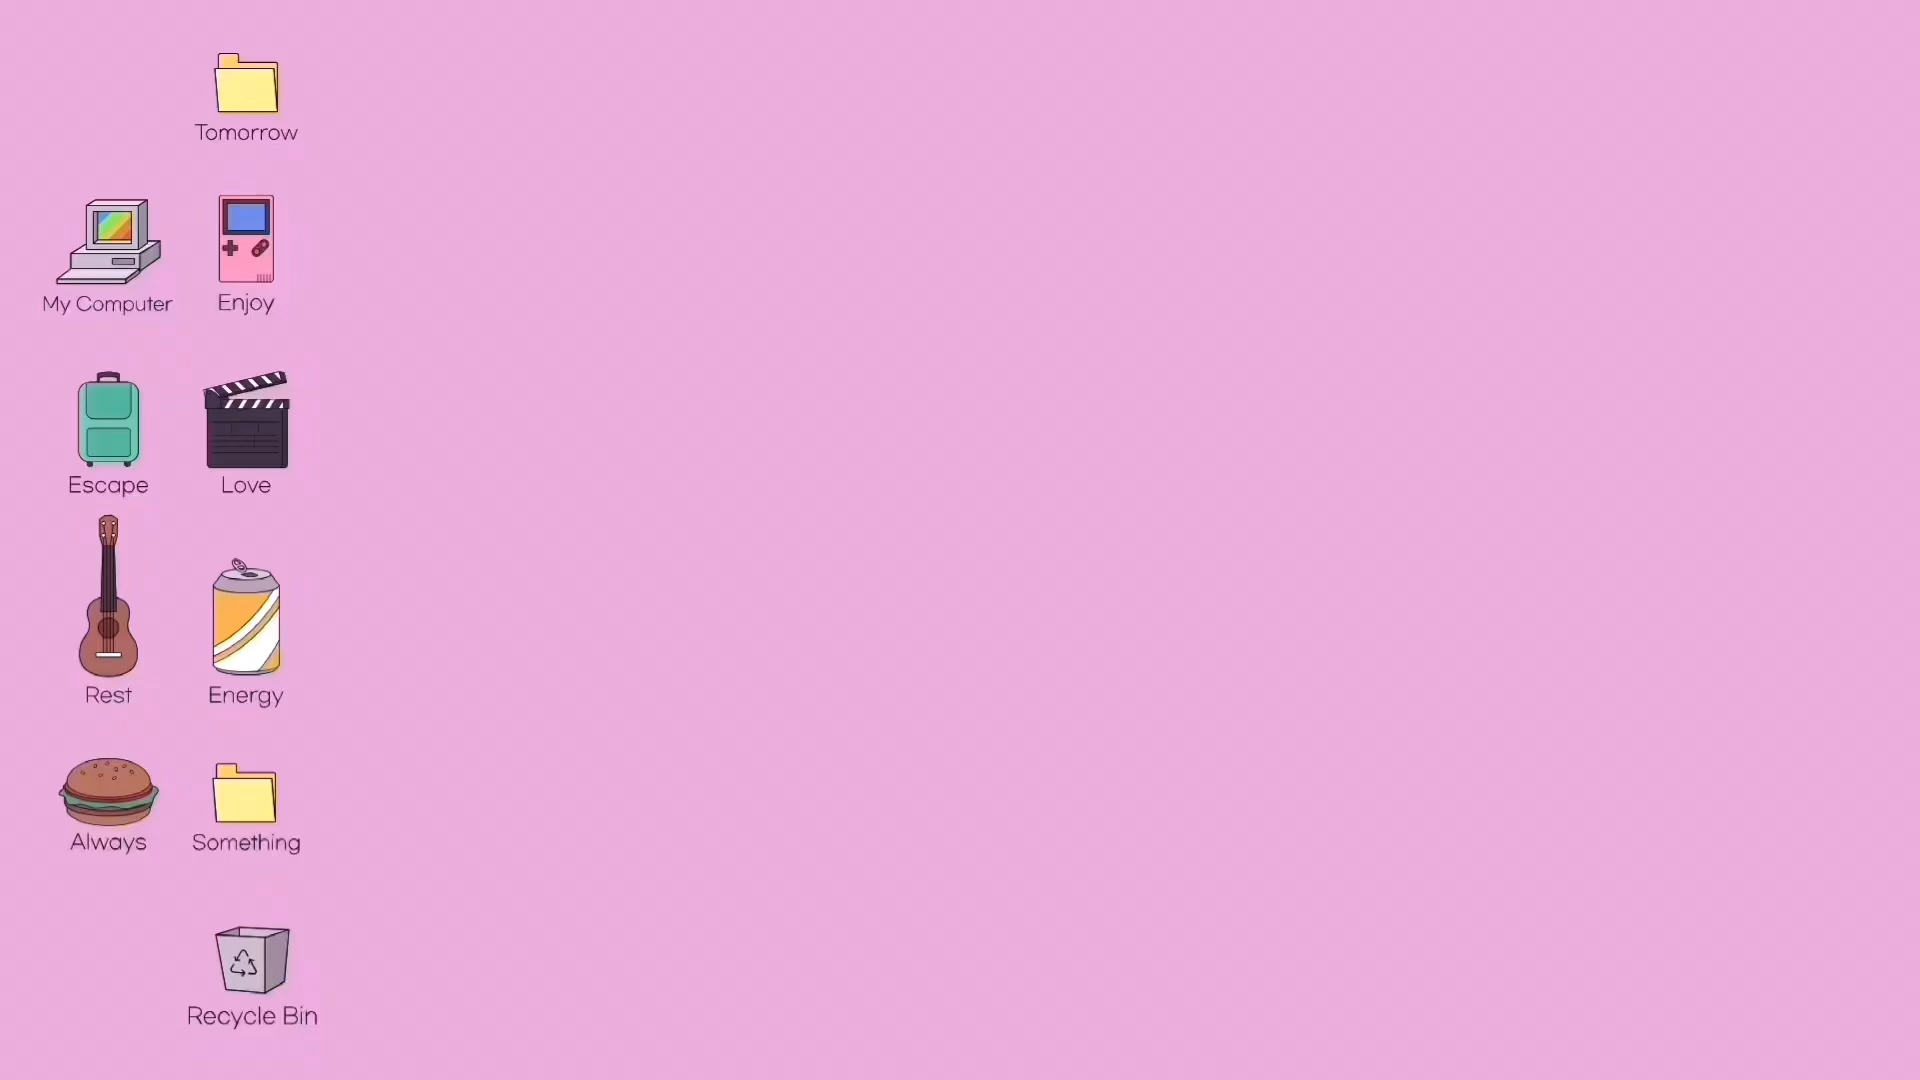 Tomorrow
My Computer
Enjoy
Escape
Love
Rest
Energy
Always
Something
Recycle Bin